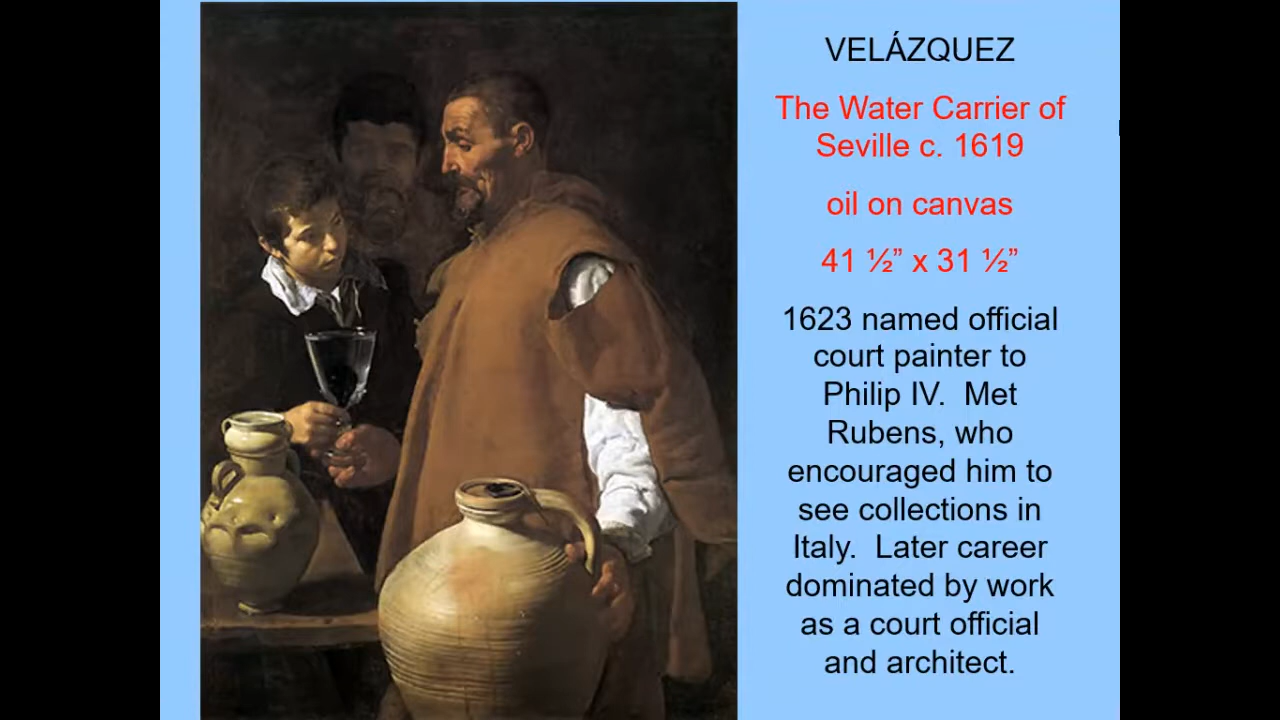 VELÁZQUEZ
The Water Carrier of
Seville c. 1619
oil on canvas
41 ½” x 31 ½”
1623 named official
court painter to
Philip IV.  Met
Rubens, who
encouraged him to
see collections in
Italy.  Later career
dominated by work
as a court official
and architect.